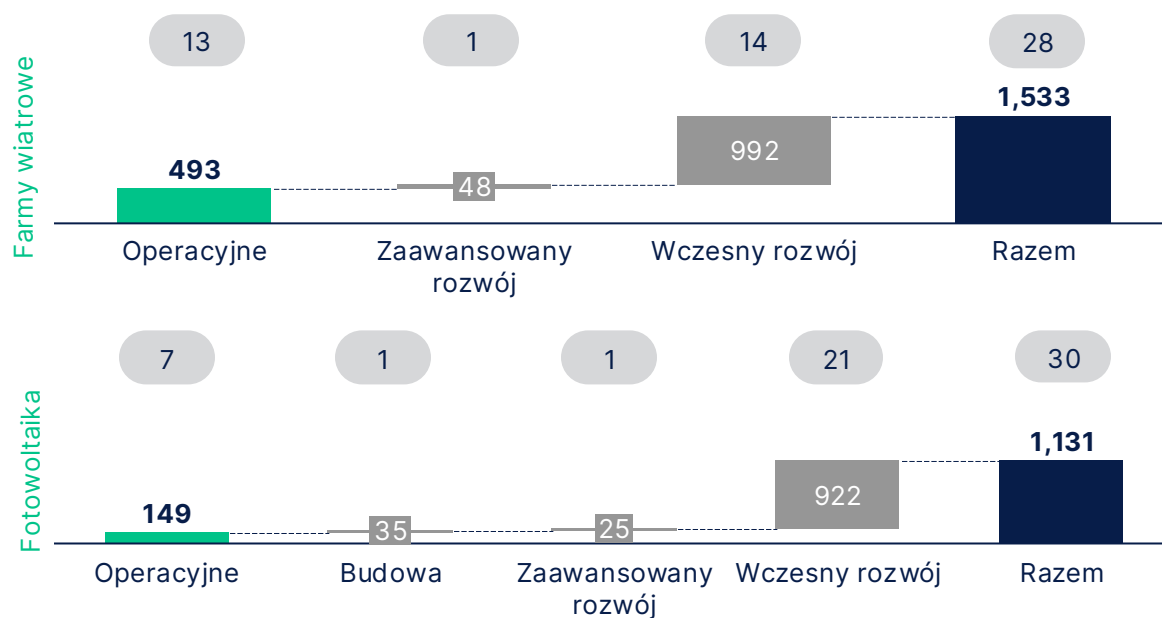 Farmy wiatrowe
13
1
14
28
493
48
992
1,533
Operacyjne
Zaawansowany
rozwój
Wczesny rozwój
Razem
Fotowoltaika
7
1
1
21
30
149
35
25
922
1,131
Operacyjne
Budowa
Zaawansowany
rozwój
Wczesny rozwój
Razem